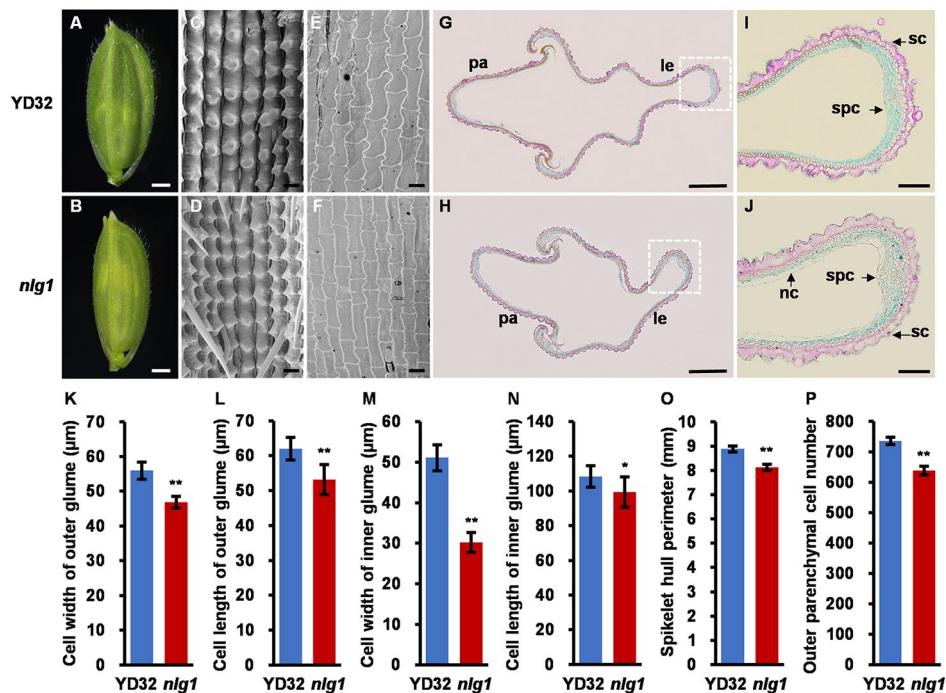 A
C
E
G
I
YD32
pa
le
sc
spc
B
D
F
H
J
nlg1
pa
le
nc
spc
sc
K
L
M
N
O
P
Cell width of outer glume (μm)
70
60
50
40
30
20
10
0
**
YD32 nlg1
Cell length of outer glume (μm)
70
60
50
40
30
20
10
0
**
YD32 nlg1
Cell width of inner glume (μm)
60
50
40
30
20
10
0
**
YD32 nlg1
Cell length of inner glume (μm)
140
120
100
80
60
40
20
0
*
YD32 nlg1
Spikelet hull perimeter (mm)
10
9
8
7
6
5
4
3
2
1
0
**
YD32 nlg1
Outer parenchymal cell number
800
700
600
500
400
300
200
100
0
**
YD32 nlg1